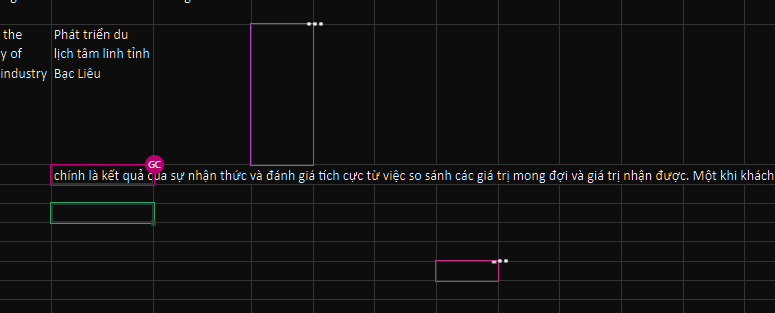 the
Phát triển du
y of
lịch tâm linh tỉnh
industry
Bạc Liêu
GC
chính là kết quả của sự nhận thức và đánh giá tích cực từ việc so sánh các giá trị mong đợi và giá trị nhận được. Một khi khách